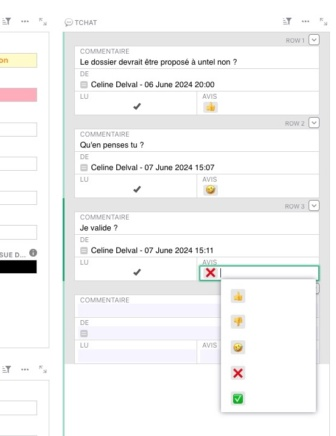 on
SUE D...
TCHAT
ROW 1
COMMENTAIRE
Le dossier devrait être proposé à untel non ?
DE
Celine Delval - 06 June 2024 20:00
LU
AVIS
ROW 2
COMMENTAIRE
Qu'en penses tu ?
DE
Celine Delval - 07 June 2024 15:07
LU
AVIS
ROW 3
COMMENTAIRE
Je valide ?
DE
Celine Delval - 07 June 2024 15:11
LU
AVIS
COMMENTAIRE
DE
LU
AVIS